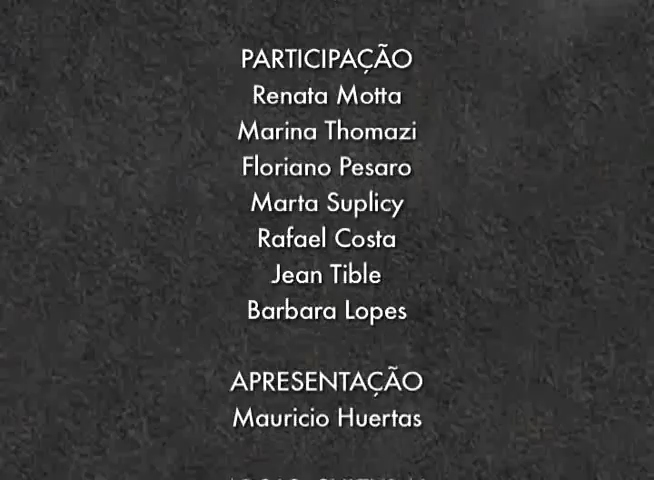 PARTICIPAÇÃO
Renata Motta
Marina Thomazi
Floriano Pesaro
Marta Suplicy
Rafael Costa
Jean Tible
Barbara Lopes
APRESENTAÇÃO
Mauricio Huertas